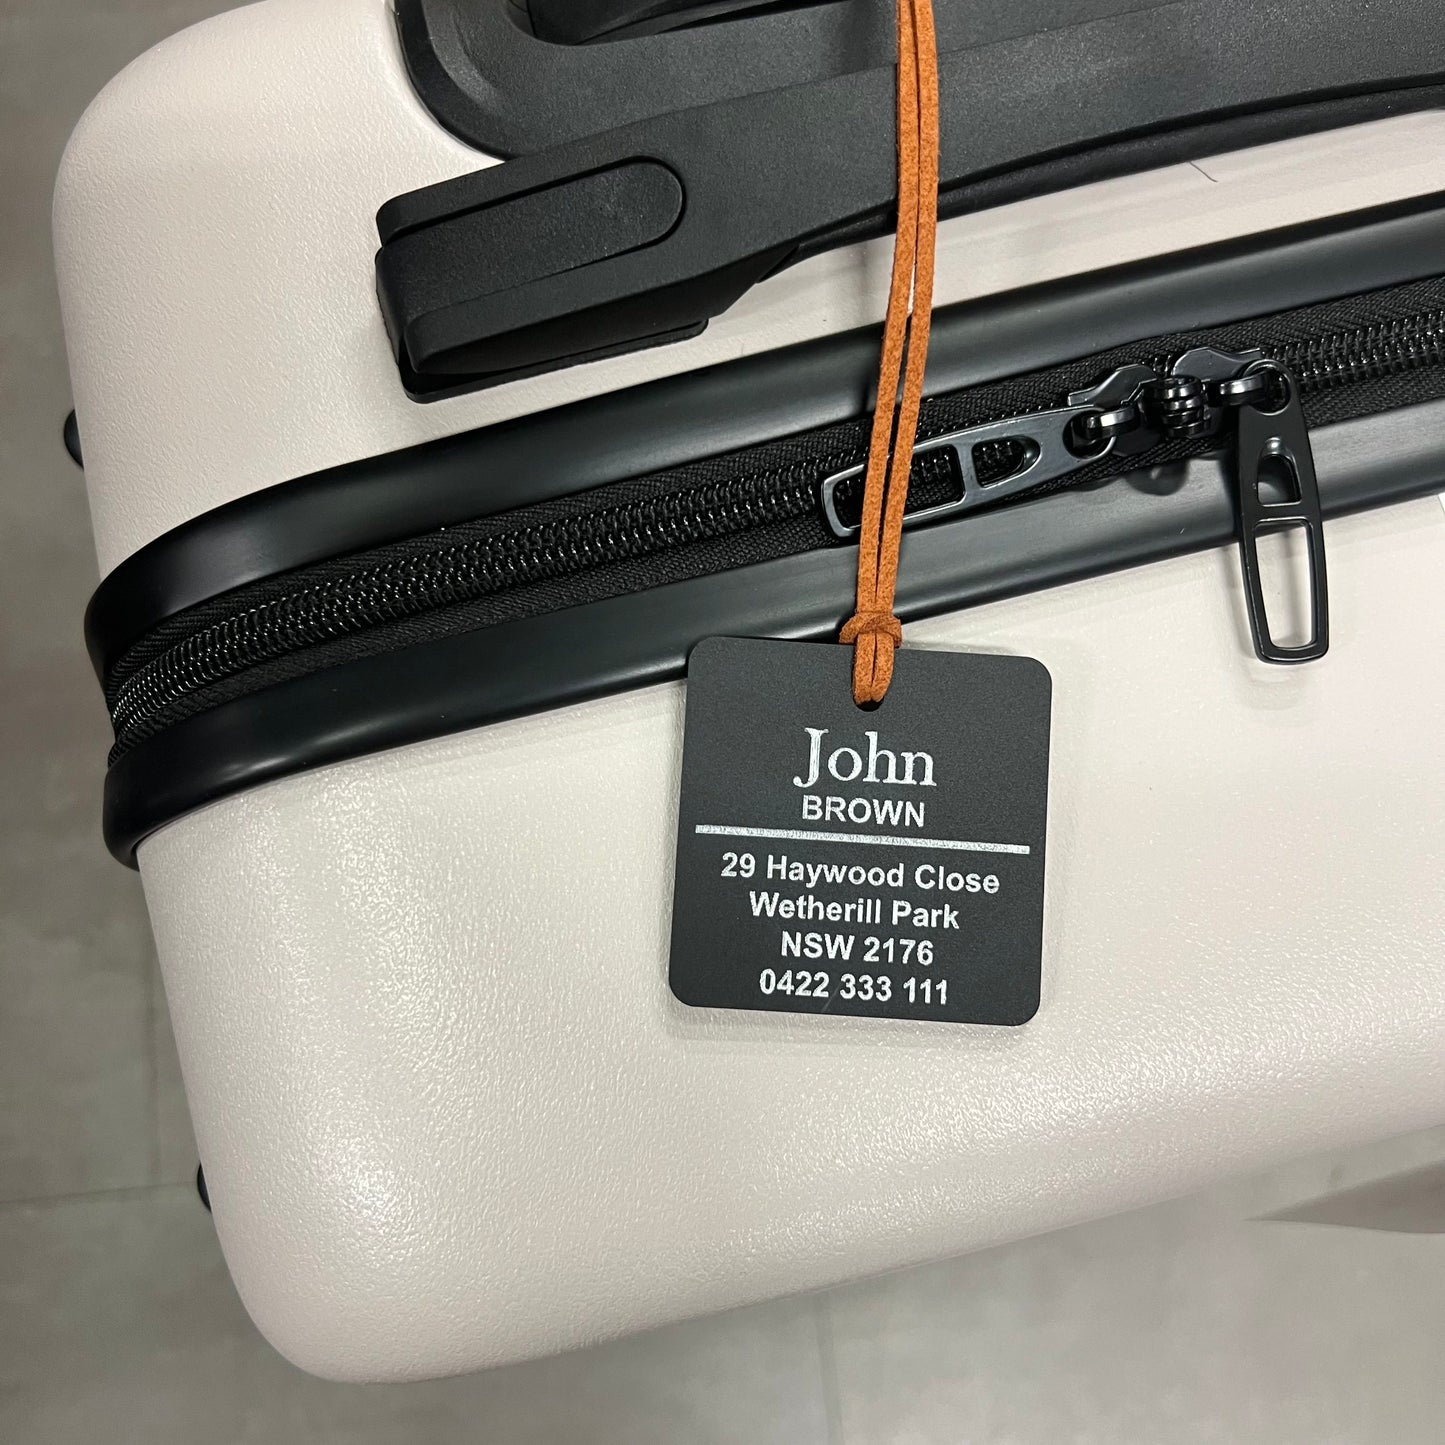 John
BROWN
29 Haywood Close
Wetherill Park
NSW 2176
0422 333 111